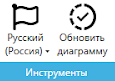 Русский
(Россия)
Обновить
диаграмму
Инструменты